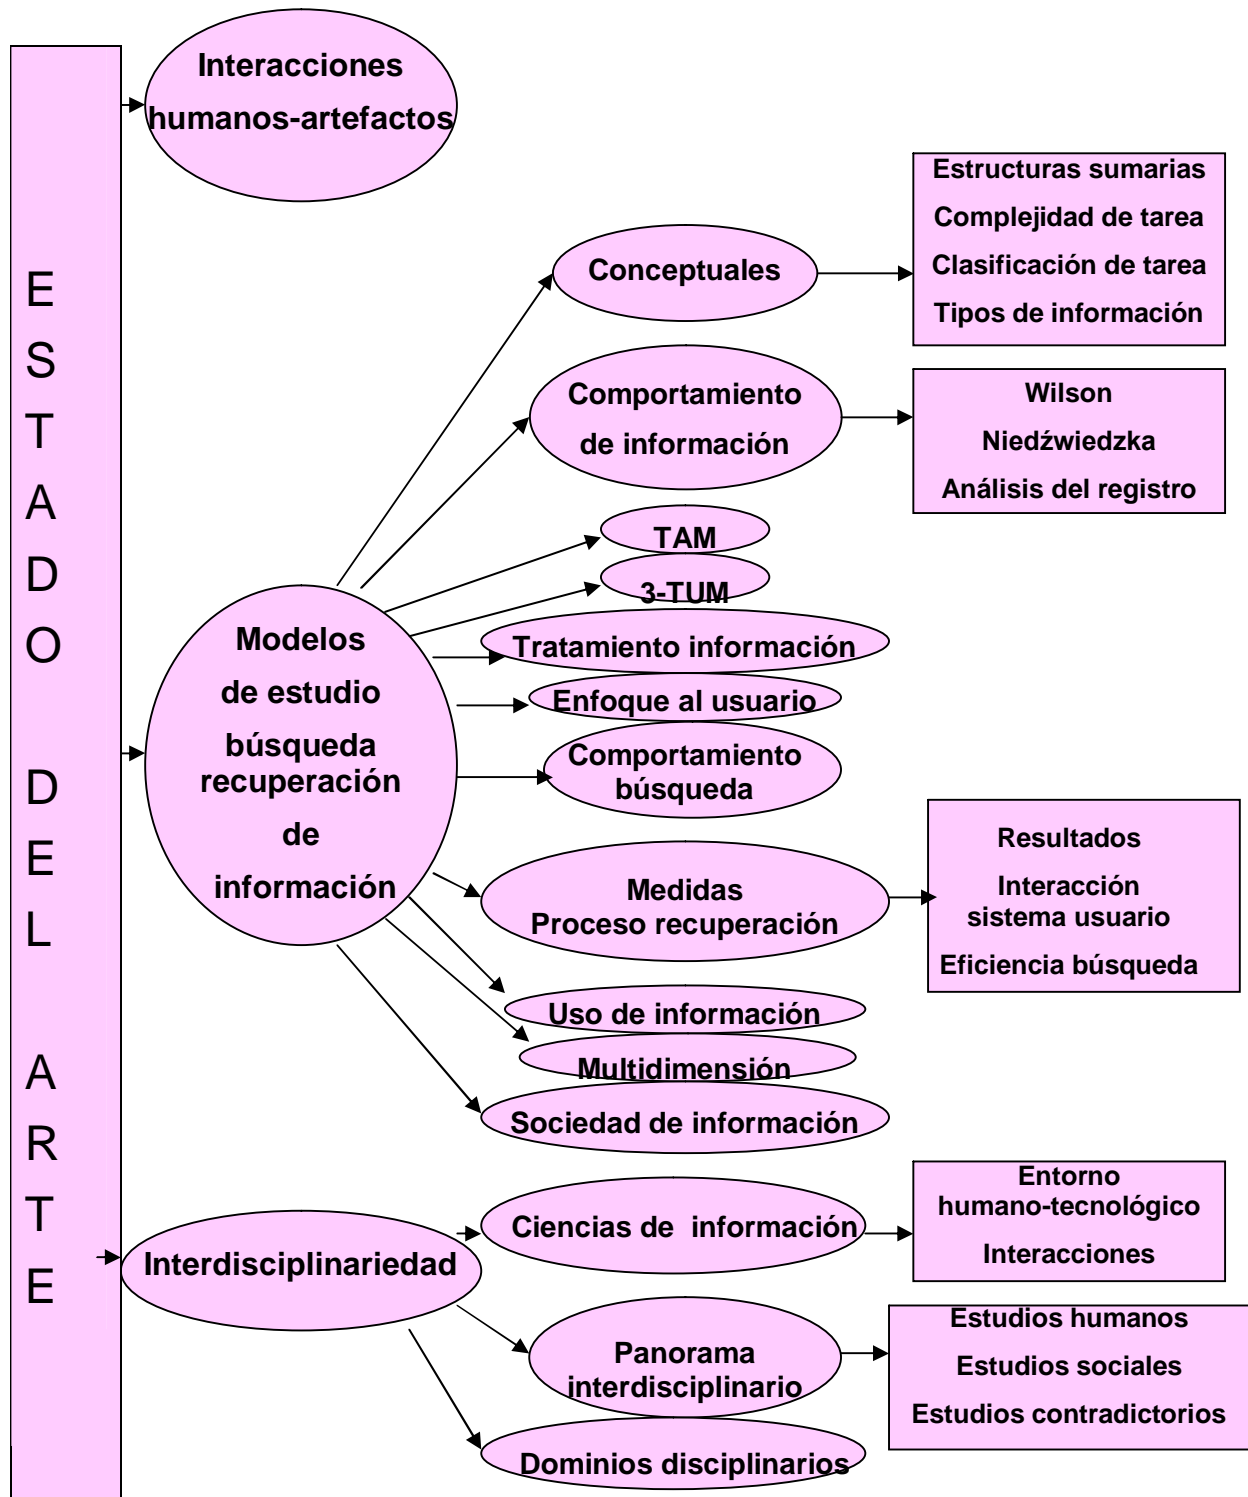 ESTADO DEL ARTE
Interacciones
humanos-artefactos
Modelos
de estudio
búsqueda
recuperación
de
información
Conceptuales
Estructuras sumarias
Complejidad de tarea
Clasificación de tarea
Tipos de información
Comportamiento
de información
Wilson
Niedźwiedzka
Análisis del registro
TAM
3-TUM
Tratamiento información
Enfoque al usuario
Comportamiento
búsqueda
Medidas
Proceso recuperación
Resultados
Interacción
sistema usuario
Eficiencia búsqueda
Uso de información
Multidimensión
Sociedad de información
Interdisciplinariedad
Ciencias de información
Entorno
humano-tecnológico
Interacciones
Panorama
interdisciplinario
Estudios humanos
Estudios sociales
Estudios contradictorios
Dominios disciplinarios